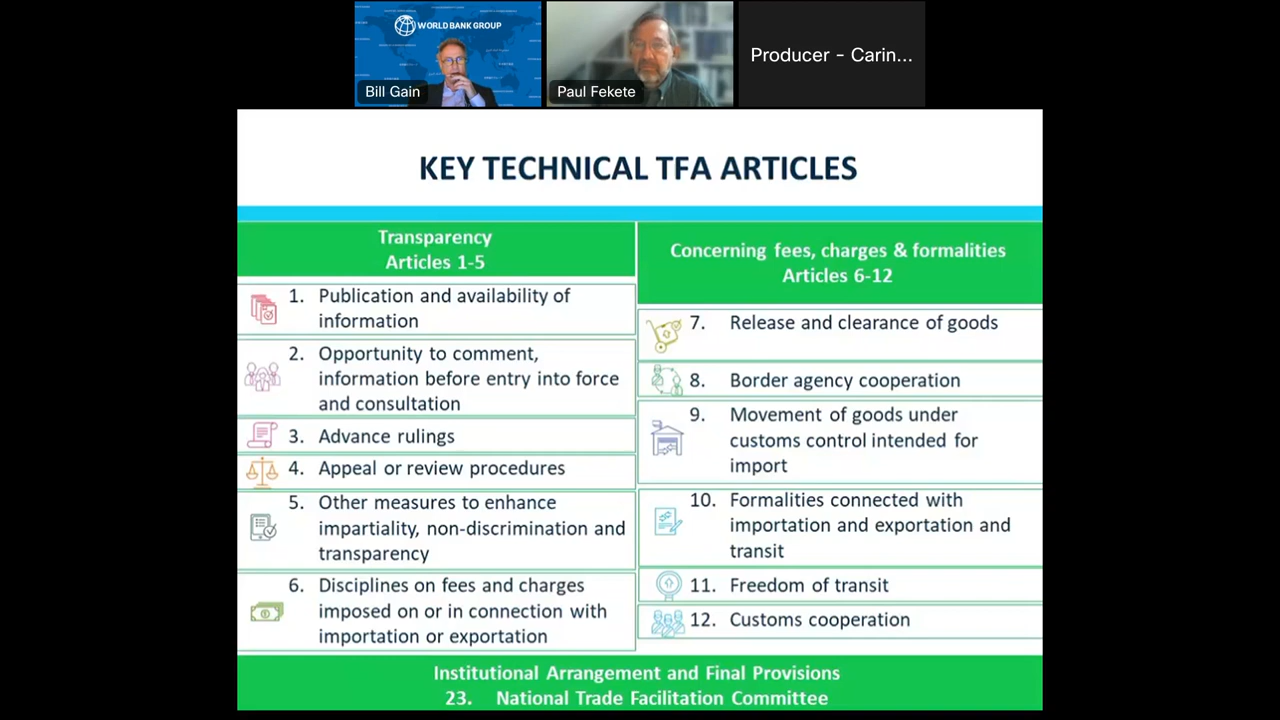 WORLD BANK GROUP
Bill Gain
Paul Fekete
Producer - Carin...
KEY TECHNICAL TFA ARTICLES
Transparency
Articles 1-5
1. Publication and availability of
information
2. Opportunity to comment,
information before entry into force
and consultation
3. Advance rulings
4. Appeal or review procedures
5. Other measures to enhance
impartiality, non-discrimination and
transparency
6. Disciplines on fees and charges
imposed on or in connection with
importation or exportation
Concerning fees, charges & formalities
Articles 6-12
7. Release and clearance of goods
8. Border agency cooperation
9. Movement of goods under
customs control intended for
import
10. Formalities connected with
importation and exportation and
transit
11. Freedom of transit
12. Customs cooperation
Institutional Arrangement and Final Provisions
23. National Trade Facilitation Committee